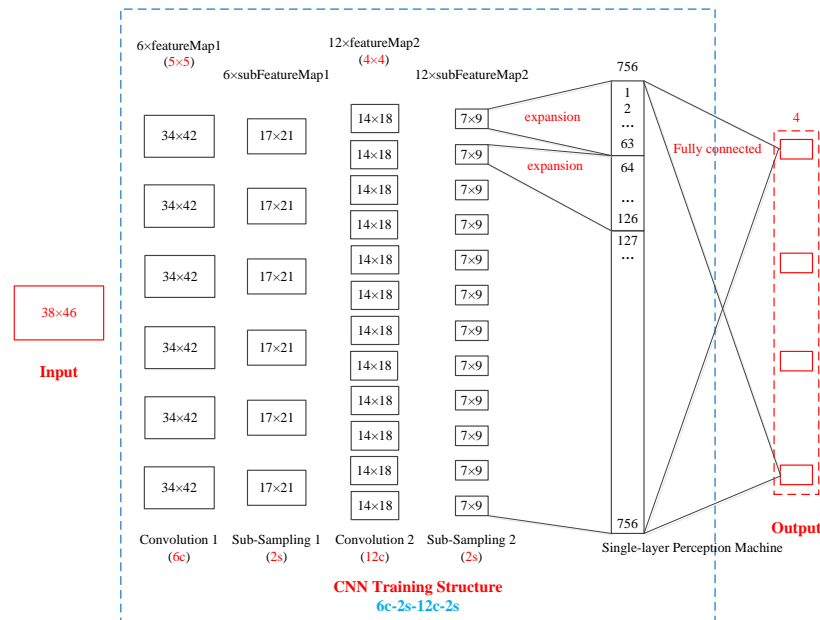 6×featureMap1
(5×5)
6×subFeatureMap1
12×featureMap2
(4×4)
12×subFeatureMap2
756
4
38×46
Input
34×42
34×42
34×42
34×42
34×42
34×42
17×21
17×21
17×21
17×21
17×21
17×21
14×18
14×18
14×18
14×18
14×18
14×18
14×18
14×18
14×18
14×18
14×18
14×18
7×9
7×9
7×9
7×9
7×9
7×9
7×9
7×9
7×9
7×9
7×9
7×9
expansion
expansion
1
2
...
63
64
...
126
127
...
756
Fully connected
Output
Convolution 1
(6c)
Sub-Sampling 1
(2s)
Convolution 2
(12c)
Sub-Sampling 2
(2s)
Single-layer Perception Machine
CNN Training Structure
6c-2s-12c-2s